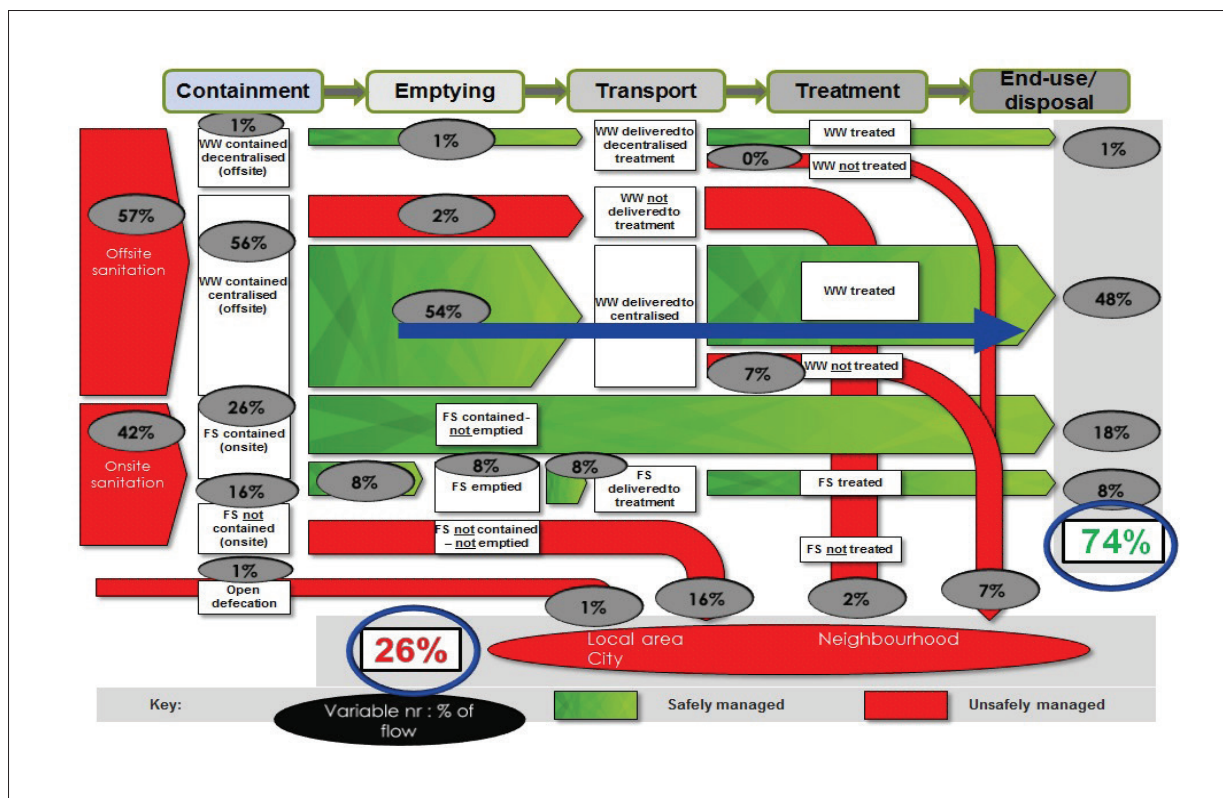 Containment
Emptying
Transport
Treatment
End-use/
disposal
1%
WW contained
decentralised
(offsite)
1%
WW delivered to
decentralised
treatment
WW treated
0%
WW not treated
1%
57%
Offsite
sanitation
56%
WW contained
centralised
(offsite)
2%
WW not
delivered to
treatment
54%
WW delivered to
centralised
WW treated
48%
7%
WW not treated
42%
Onsite
sanitation
26%
FS contained
(onsite)
FS contained-
not emptied
18%
8%
8%
FS emptied
8%
FS
delivered to
treatment
FS treated
8%
16%
FS not
contained
(onsite)
FS not contained
– not emptied
FS not treated
74%
1%
Open
defecation
1%
16%
2%
7%
26%
Local area
City
Neighbourhood
Key:
Variable nr : % of
flow
Safely managed
Unsafely managed